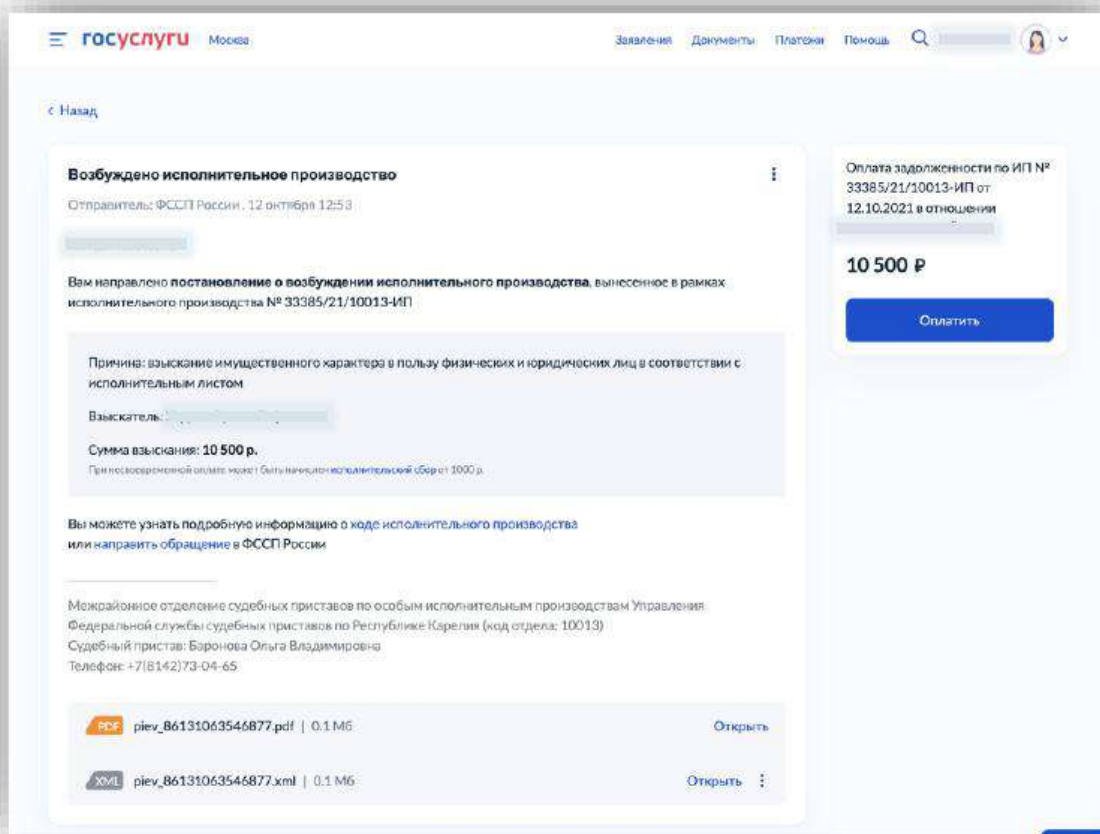 госуслуги Москва
Заявления Документы Платежи Помощь
Назад
Возбуждено исполнительное производство
Отправитель: ФССП России. 12 октября 12:53
Вам направлено постановление о возбуждении исполнительного производства, вынесенное в рамках
исполнительного производства № 33385/21/10013-ИП
Причина: взыскание имущественного характера в пользу физических и юридических лиц в соответствии с
исполнительным листом
Взыскатель:
Сумма взыскания: 10 500 р.
При несвоевременной оплате может быть начислен исполнительский сбор от 1000 р.
Вы можете узнать подробную информацию о ходе исполнительного производства
или направить обращение в ФССП России
Межрайонное отделение судебных приставов по особым исполнительным производствам Управления
Федеральной службы судебных приставов по Республике Карелия (код отдела: 10013)
Судебный пристав: Баронова Ольга Владимировна
Телефон: +7(8142)73-04-65
PDF piev_86131063546877.pdf | 0.1 Мб Открыть
XML piev_86131063546877.xml | 0.1 Мб Открыть
Оплата задолженности по ИП №
33385/21/10013-ИП от
12.10.2021 в отношении
10 500 ₽
Оплатить